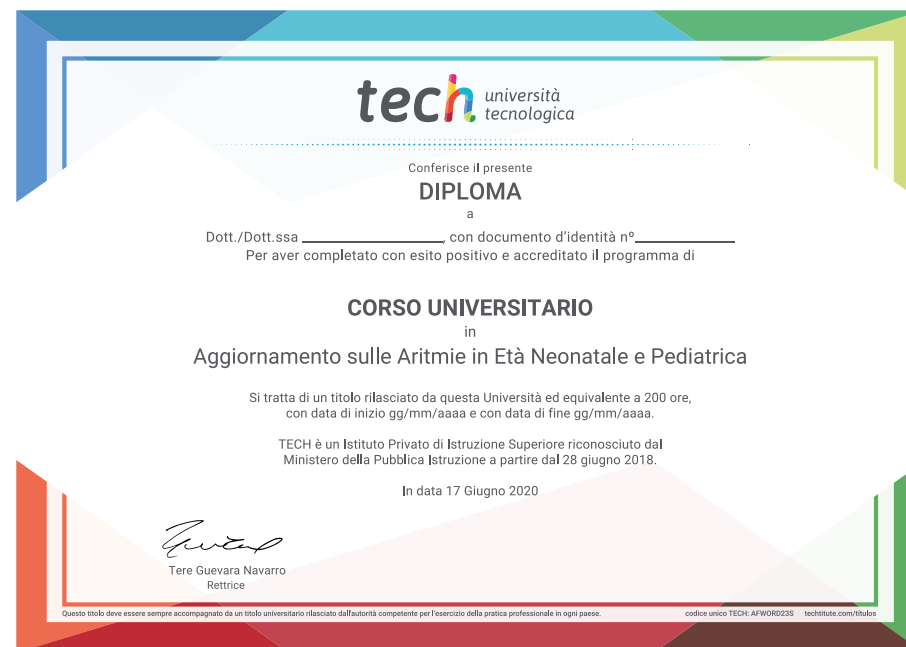 tech università
tecnologica
Conferisce il presente
DIPLOMA
a
Dott./Dott.ssa ____________________, con documento d'identità nº______________
Per aver completato con esito positivo e accreditato il programma di
CORSO UNIVERSITARIO
in
Aggiornamento sulle Aritmie in Età Neonatale e Pediatrica
Si tratta di un titolo rilasciato da questa Università ed equivalente a 200 ore,
con data di inizio gg/mm/aaaa e con data di fine gg/mm/aaaa.
TECH è un Istituto Privato di Istruzione Superiore riconosciuto dal
Ministero della Pubblica Istruzione a partire dal 28 giugno 2018.
In data 17 Giugno 2020
Tere Guevara Navarro
Rettrice
Questo titolo deve essere sempre accompagnato da un titolo universitario rilasciato dall'autorità competente per l'esercizio della pratica professionale in ogni paese. codice unico TECH: AFWORD23S techtitute.com/títulos